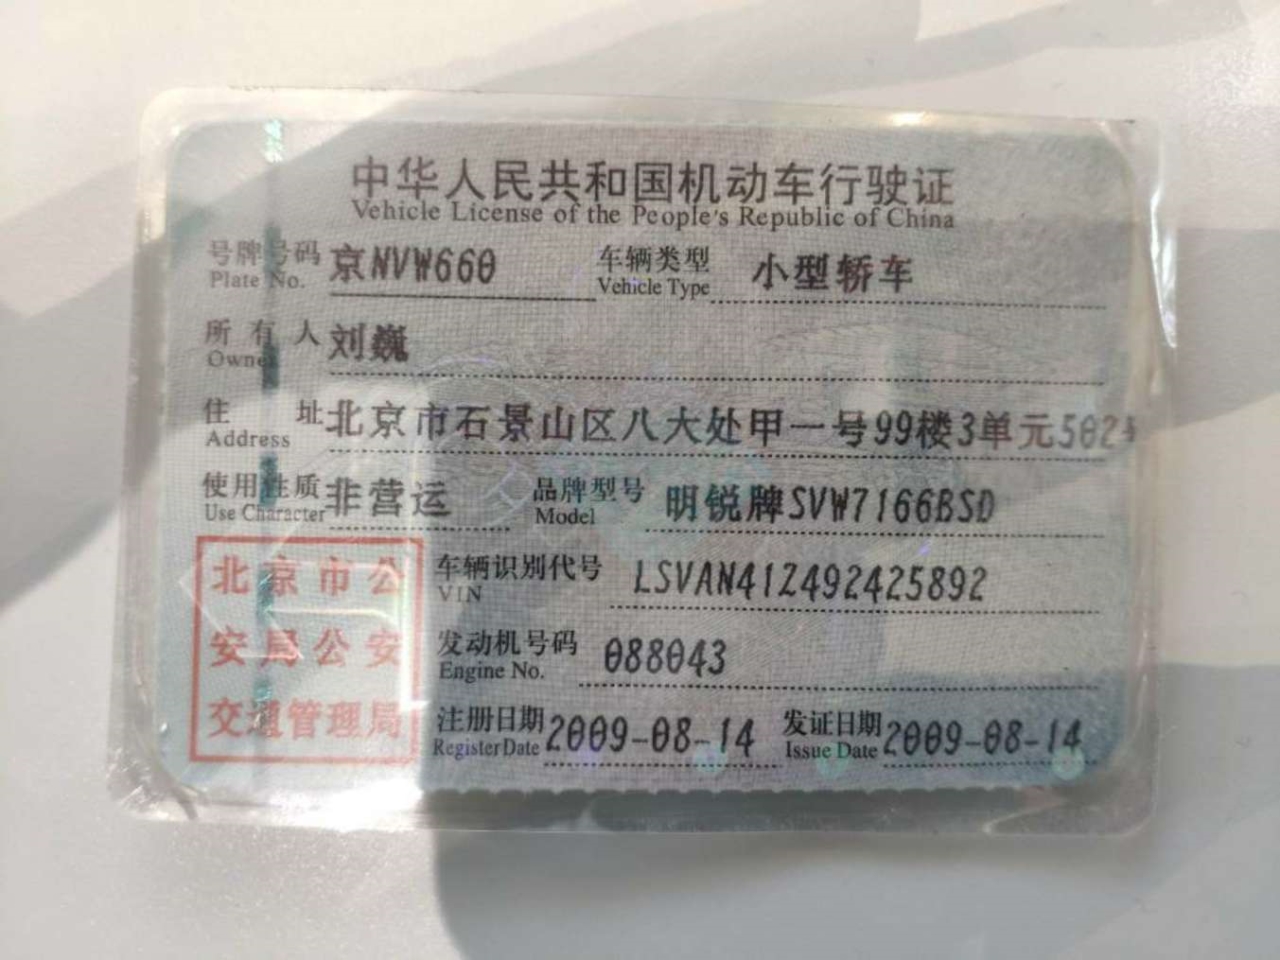 中华人民共和国机动车行驶证
Vehicle License of the People's Republic of China
号牌号码 京NVW660 车辆类型 小型轿车
Plate No. Vehicle Type
所有人 刘巍
Owner
住址 北京市石景山区八大处甲一号99楼3单元502
Address
使用性质 非营运 品牌型号 明锐牌SVW7166BSD
Use Character Model
北京市公
安局公安
交通管理局
车辆识别代号 LSVAN41Z492425892
VIN
发动机号码 088043
Engine No.
注册日期 2009-08-14 发证日期 2009-08-14
Register Date Issue Date